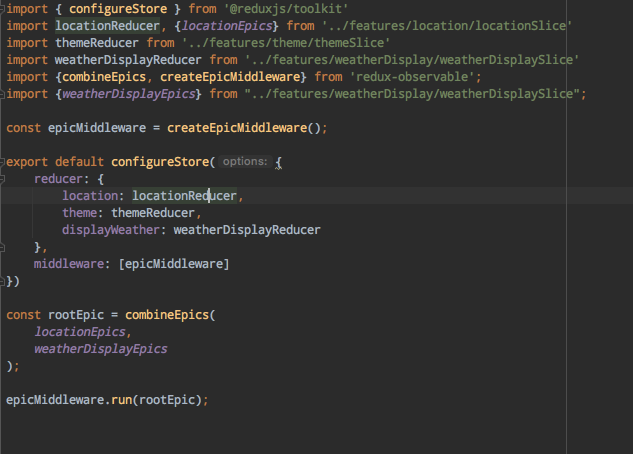 import { configureStore } from '@reduxjs/toolkit'
import locationReducer, {locationEpics} from '../features/location/locationSlice'
import themeReducer from '../features/theme/themeSlice'
import weatherDisplayReducer from '../features/weatherDisplay/weatherDisplaySlice'
import {combineEpics, createEpicMiddleware} from 'redux-observable';
import {weatherDisplayEpics} from "../features/weatherDisplay/weatherDisplaySlice";
const epicMiddleware = createEpicMiddleware();
export default configureStore( options: {
reducer: {
location: locationReducer,
theme: themeReducer,
displayWeather: weatherDisplayReducer
},
middleware: [epicMiddleware]
})
const rootEpic = combineEpics(
locationEpics,
weatherDisplayEpics
);
epicMiddleware.run(rootEpic);